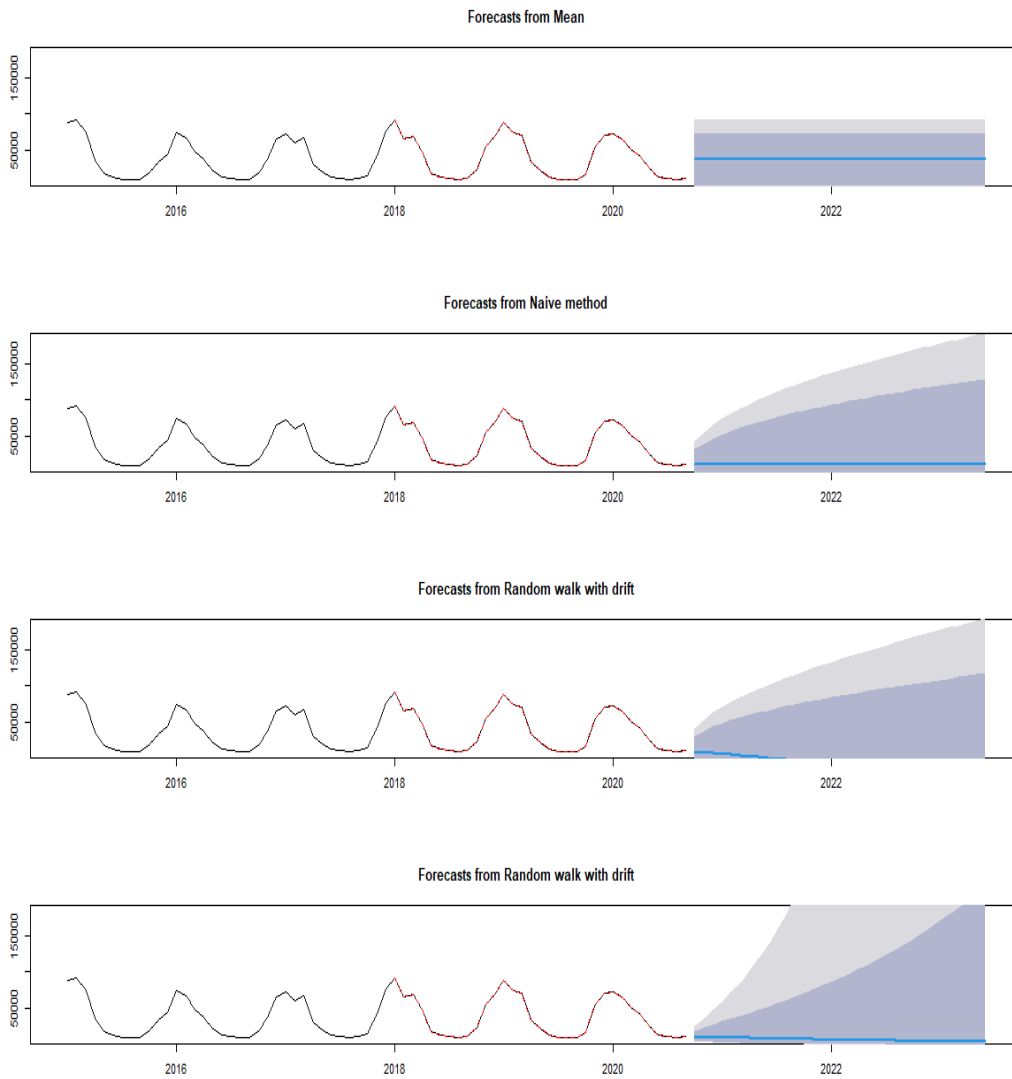 Forecasts from Mean
150000
50000
2016 2018 2020 2022
Forecasts from Naive method
150000
50000
2016 2018 2020 2022
Forecasts from Random walk with drift
150000
50000
2016 2018 2020 2022
Forecasts from Random walk with drift
150000
50000
2016 2018 2020 2022